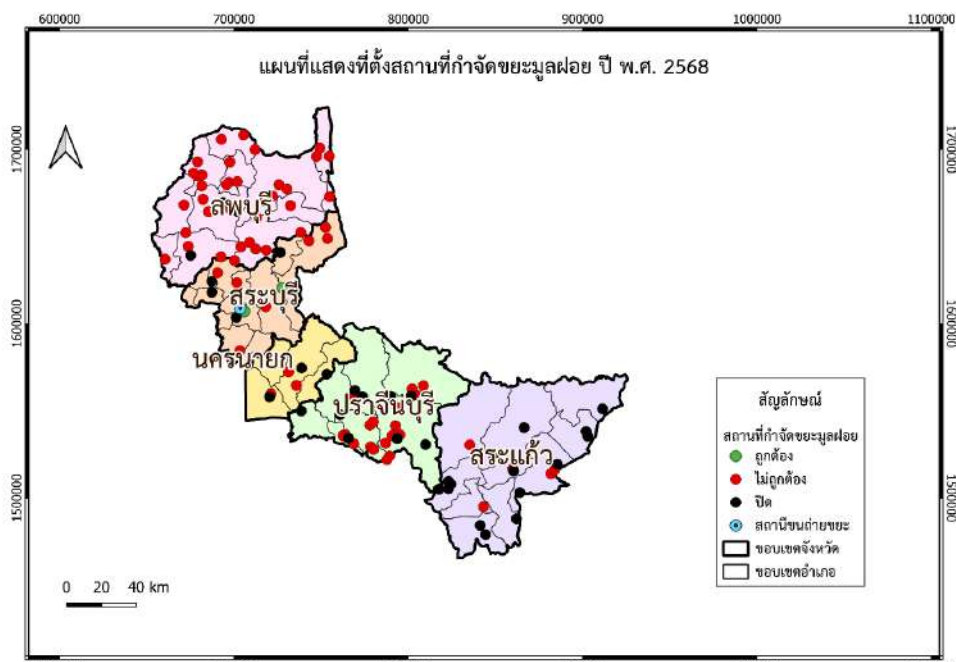 600000 700000 800000 900000 1000000 1100000
แผนที่แสดงที่ตั้งสถานที่กำจัดขยะมูลฝอย ปี พ.ศ. 2568
1700000 1700000
ลพบุรี
สระบุรี
1600000 1600000
นครนายก
ปราจีนบุรี
สระแก้ว
1500000 1500000
สัญลักษณ์
สถานที่กำจัดขยะมูลฝอย
ถูกต้อง
ไม่ถูกต้อง
ปิด
สถานีขนถ่ายขยะ
ขอบเขตจังหวัด
ขอบเขตอำเภอ
0 20 40 km
600000 700000 800000 900000 1000000 1100000